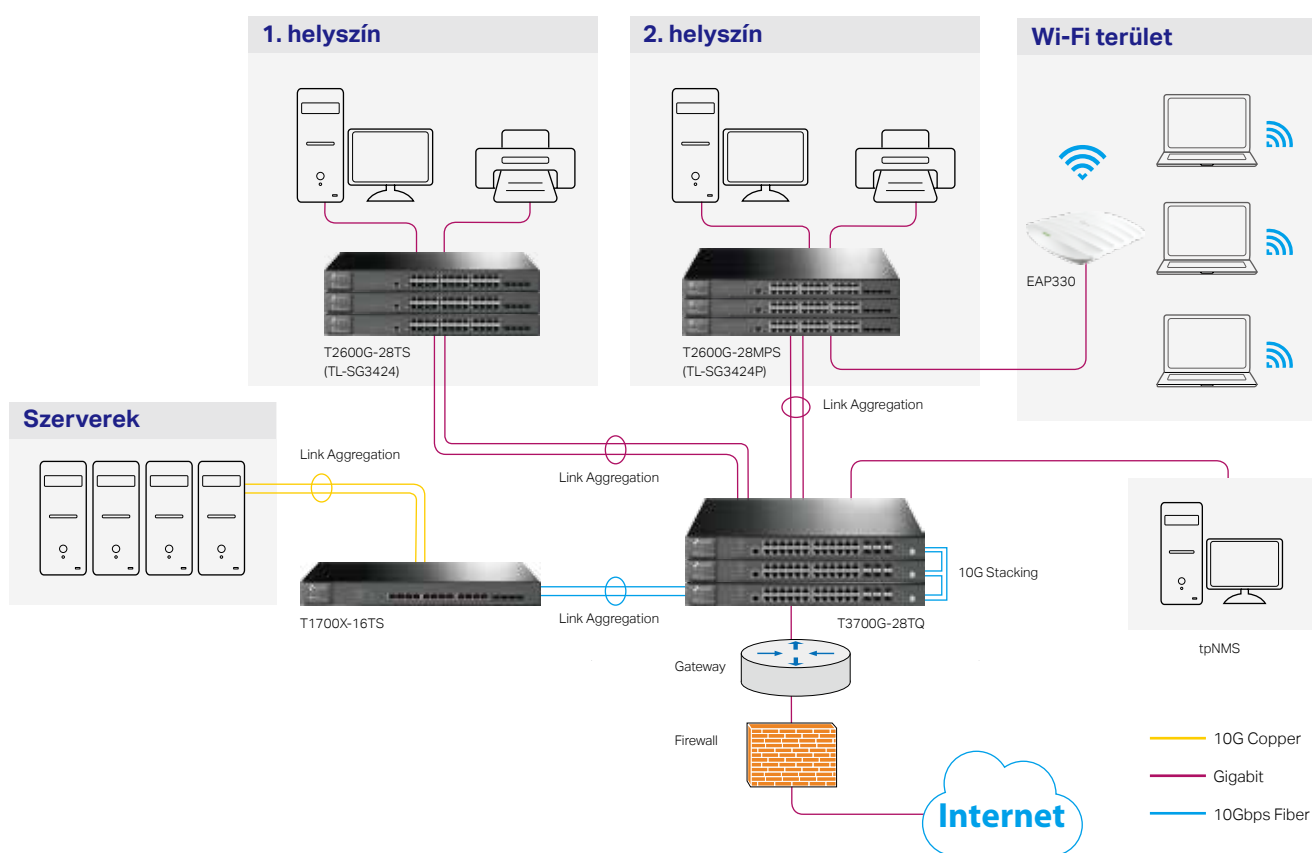 1. helyszín
2. helyszín
Wi-Fi terület
EAP330
T2600G-28TS
(TL-SG3424)
T2600G-28MPS
(TL-SG3424P)
Link Aggregation
Szerverek
Link Aggregation
Link Aggregation
10G Stacking
Link Aggregation
T1700X-16TS
T3700G-28TQ
tpNMS
Gateway
Firewall
Internet
10G Copper
Gigabit
10Gbps Fiber